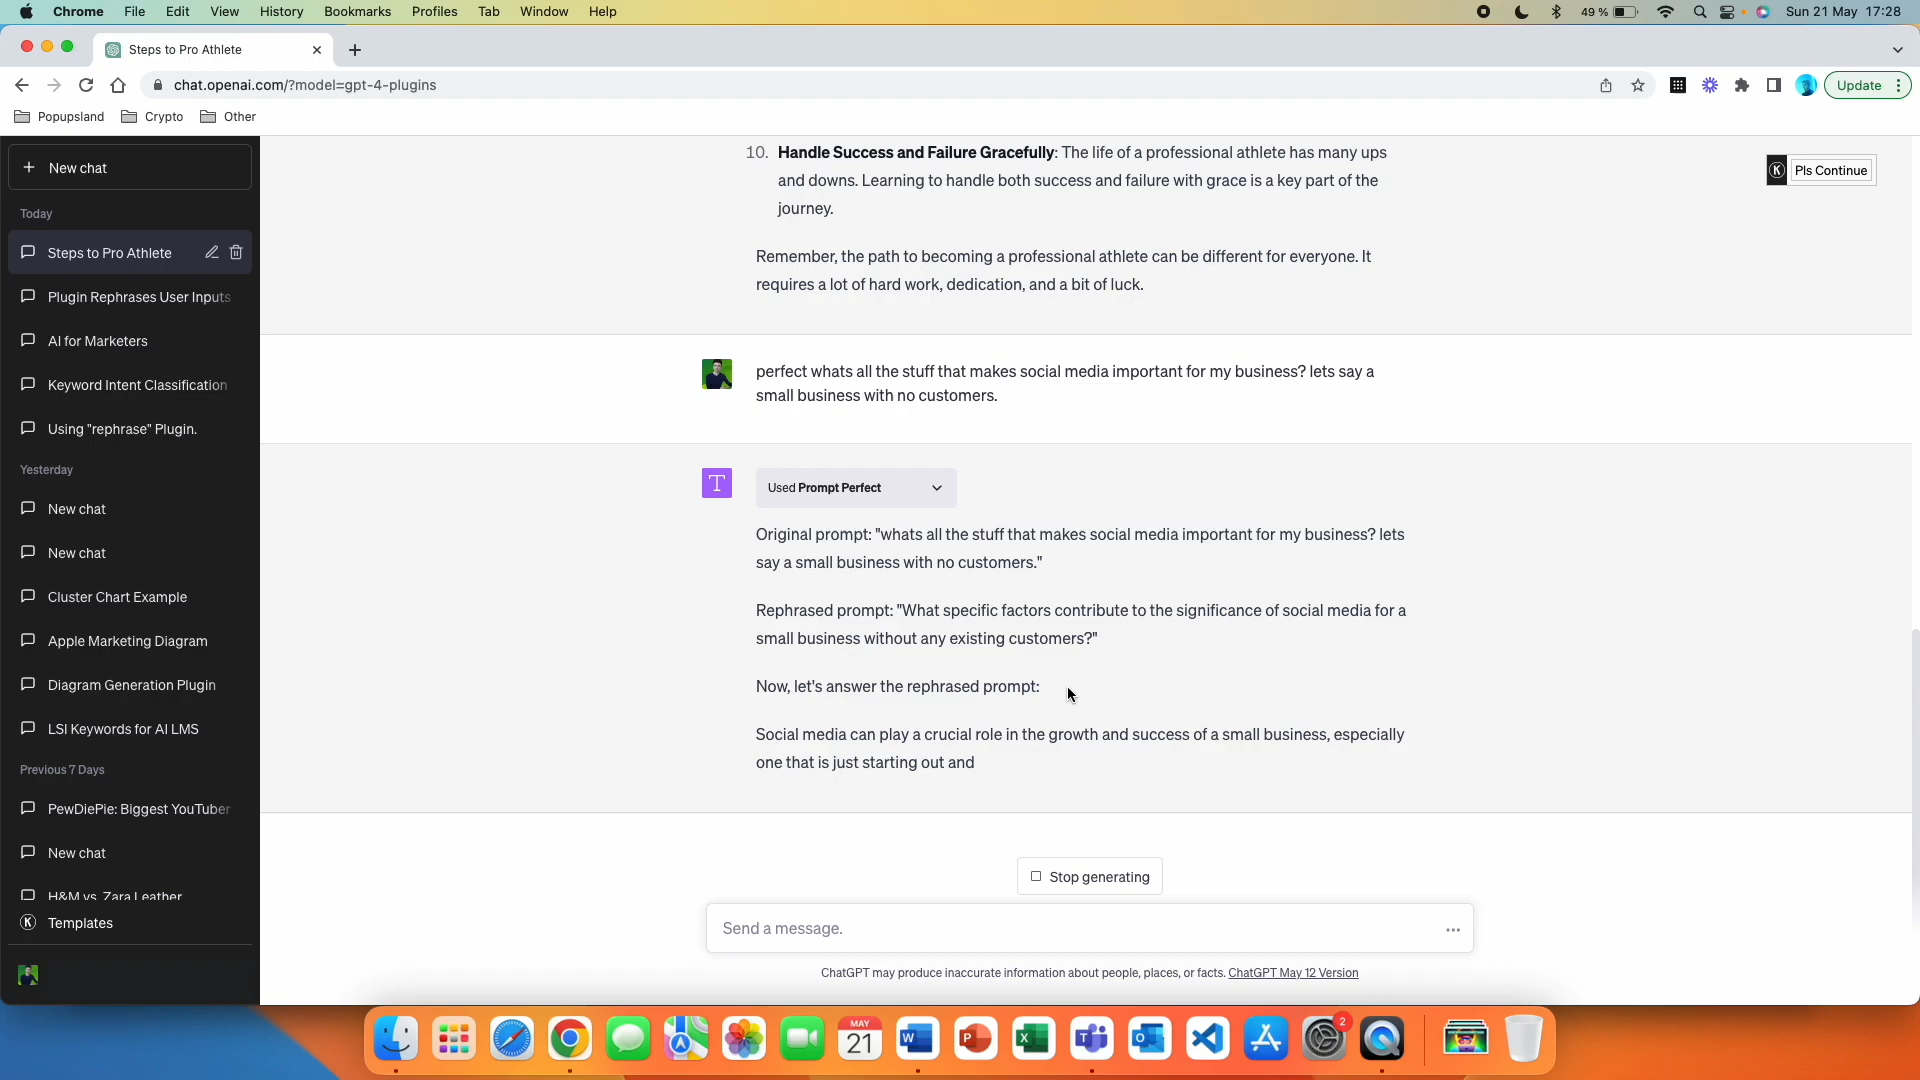 Chrome File Edit View History Bookmarks Profiles Tab Window Help 49 % Sun 21 May 17:28
Steps to Pro Athlete
chat.openai.com/?model=gpt-4-plugins
Update
Popupsland Crypto Other
New chat
Today
Steps to Pro Athlete
Plugin Rephrases User Inputs
AI for Marketers
Keyword Intent Classification
Using "rephrase" Plugin.
Yesterday
New chat
New chat
Cluster Chart Example
Apple Marketing Diagram
Diagram Generation Plugin
LSI Keywords for AI LMS
Previous 7 Days
PewDiePie: Biggest YouTuber
New chat
H&M vs. Zara Leather
K Templates
10. Handle Success and Failure Gracefully: The life of a professional athlete has many ups
and downs. Learning to handle both success and failure with grace is a key part of the
journey.
K Pls Continue
Remember, the path to becoming a professional athlete can be different for everyone. It
requires a lot of hard work, dedication, and a bit of luck.
perfect whats all the stuff that makes social media important for my business? lets say a
small business with no customers.
T
Used Prompt Perfect
Original prompt: "whats all the stuff that makes social media important for my business? lets
say a small business with no customers."
Rephrased prompt: "What specific factors contribute to the significance of social media for a
small business without any existing customers?"
Now, let's answer the rephrased prompt:
Social media can play a crucial role in the growth and success of a small business, especially
one that is just starting out and
Stop generating
Send a message.
ChatGPT may produce inaccurate information about people, places, or facts. ChatGPT May 12 Version
MAY
21
W
P
X
T
O
2